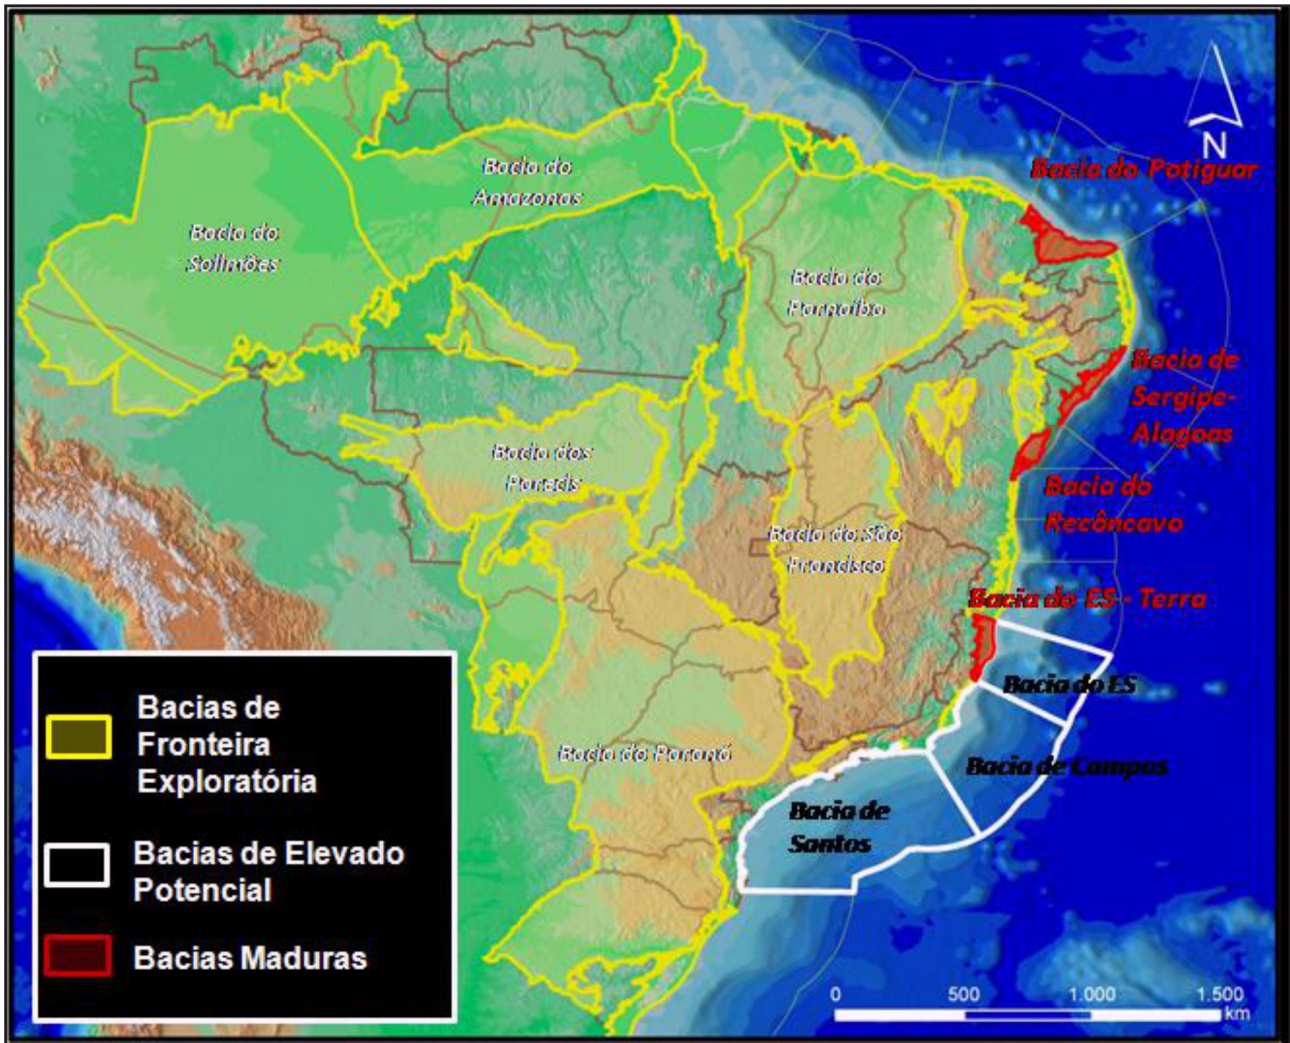 N
Bacia do Potiguar
Bacia do
Amazonas
Bacia do
Solimões
Bacia do
Parnaíba
Bacia de
Sergipe-
Alagoas
Bacia dos
Parecis
Bacia do
Recôncavo
Bacia do São
Francisco
Bacia do ES - Terra
Bacia do ES
Bacia do Paraná
Bacia de Campos
Bacia de
Santos
Bacias de
Fronteira
Exploratória
Bacias de Elevado
Potencial
Bacias Maduras
0 500 1.000 1.500
km